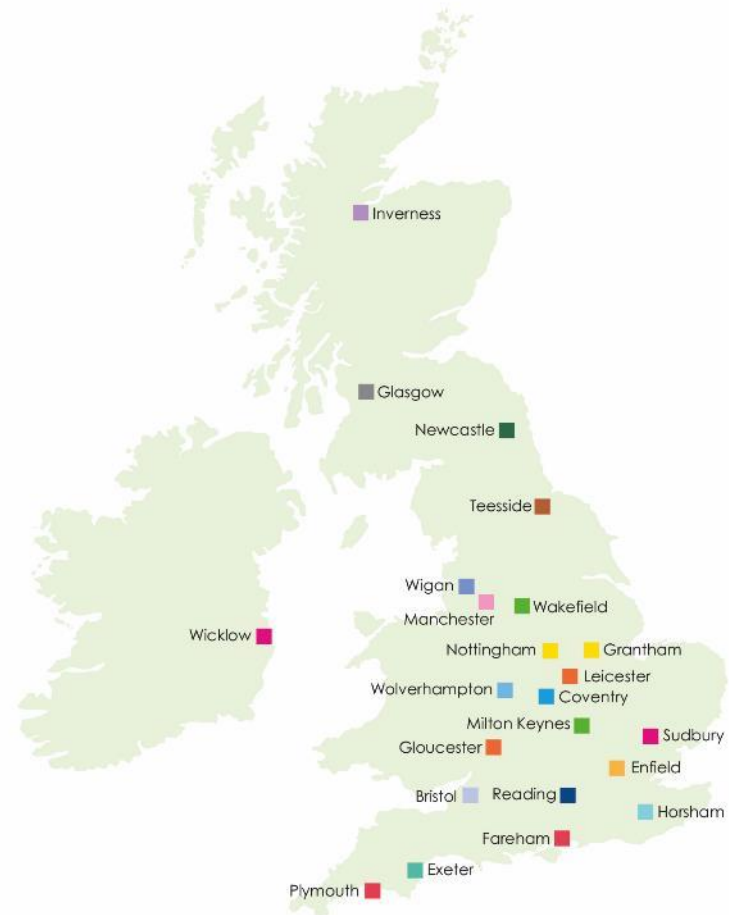 Inverness
Glasgow
Newcastle
Teesside
Wigan
Manchester
Wakefield
Wicklow
Nottingham
Grantham
Leicester
Wolverhampton
Coventry
Milton Keynes
Sudbury
Gloucester
Enfield
Bristol
Reading
Horsham
Fareham
Exeter
Plymouth